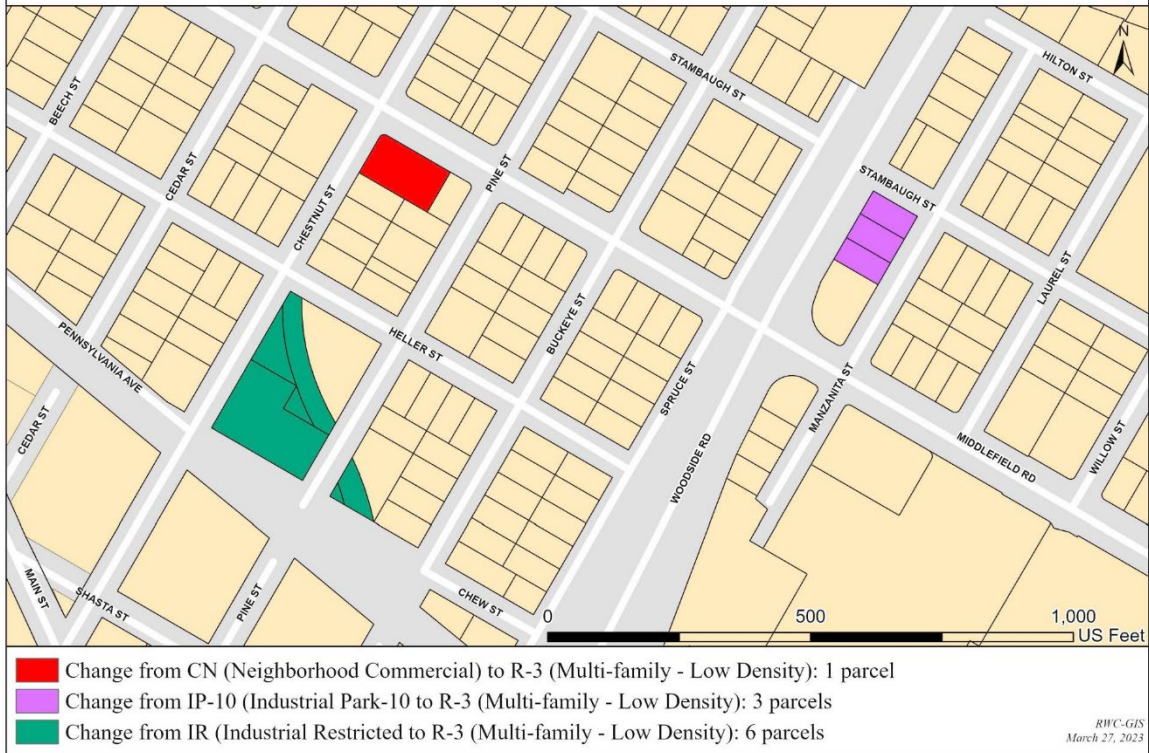 HILTON ST
N
STAMBAUGH ST
BEECH ST
CEDAR ST
PINE ST
STAMBAUGH ST
CHESTNUT ST
LAUREL ST
HELLER ST
BUCKEYE ST
PENNSYLVANIA AVE
SPRUCE ST
MANZANITA ST
CEDAR ST
WOODSIDE RD
MIDDLEFIELD RD
WILLOW ST
MAIN ST
SHASTA ST
PINE ST
CHEW ST
0 500 1,000
US Feet
Change from CN (Neighborhood Commercial) to R-3 (Multi-family - Low Density): 1 parcel
Change from IP-10 (Industrial Park-10 to R-3 (Multi-family - Low Density): 3 parcels
Change from IR (Industrial Restricted to R-3 (Multi-family - Low Density): 6 parcels
RWC-GIS
March 27, 2023